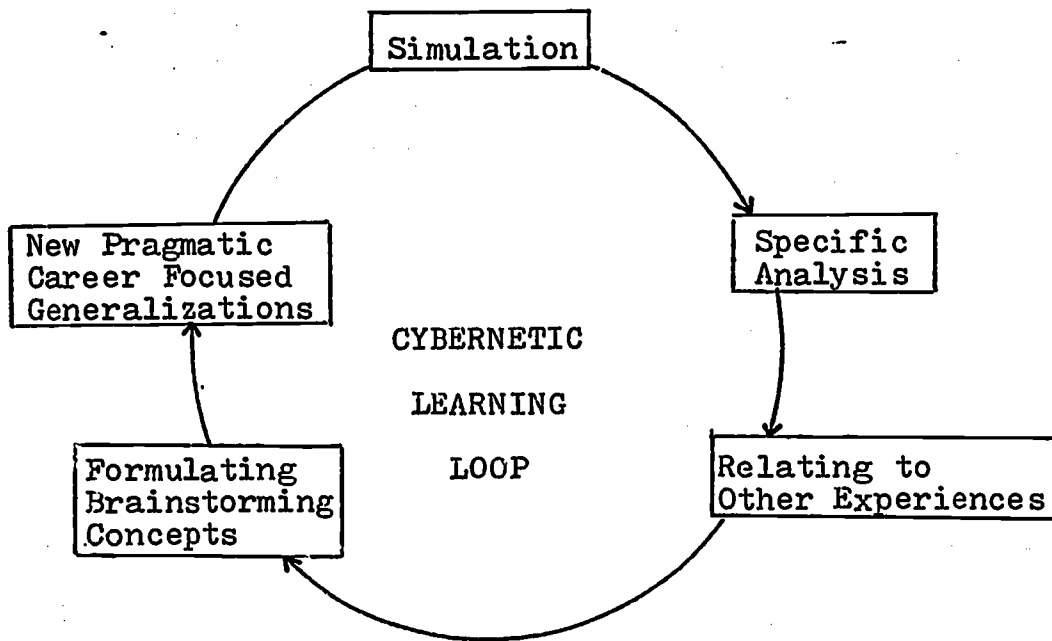 Simulation
Specific
Analysis
Relating to
Other Experiences
Formulating
Brainstorming
Concepts
New Pragmatic
Career Focused
Generalizations
CYBERNETIC
LEARNING
LOOP